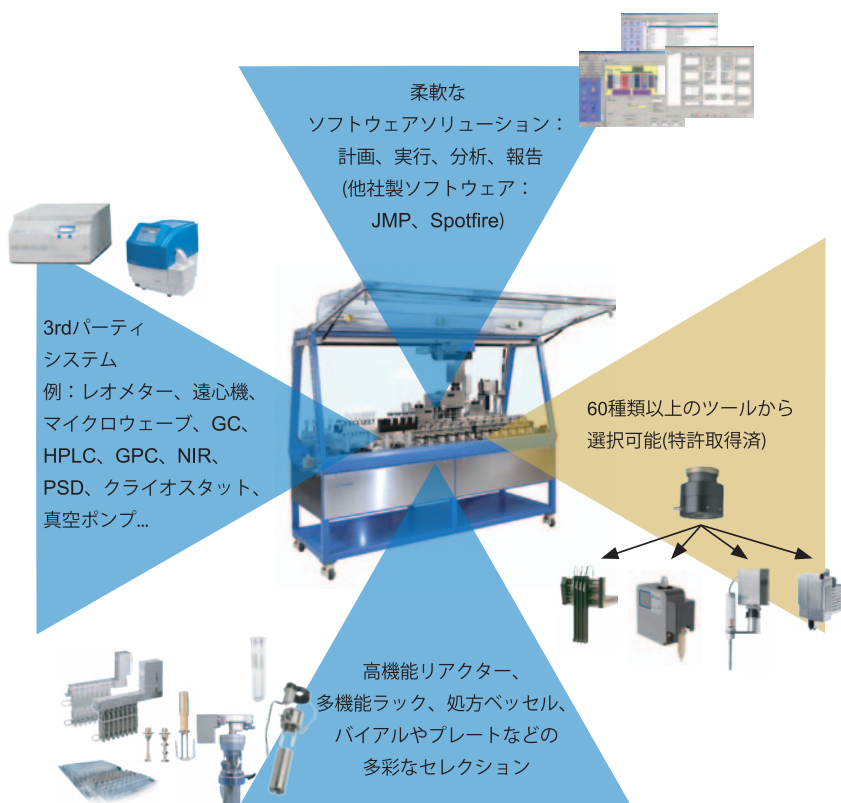 柔軟な
ソフトウェアソリューション：
計画、実行、分析、報告
(他社製ソフトウェア：
JMP、Spotfire)
3rdパーティ
システム
例：レオメター、遠心機、
マイクロウェーブ、GC、
HPLC、GPC、NIR、
PSD、クライオスタット、
真空ポンプ...
60種類以上のツールから
選択可能(特許取得済)
高機能リアクター、
多機能ラック、処方ベッセル、
バイアルやプレートなどの
多彩なセレクション